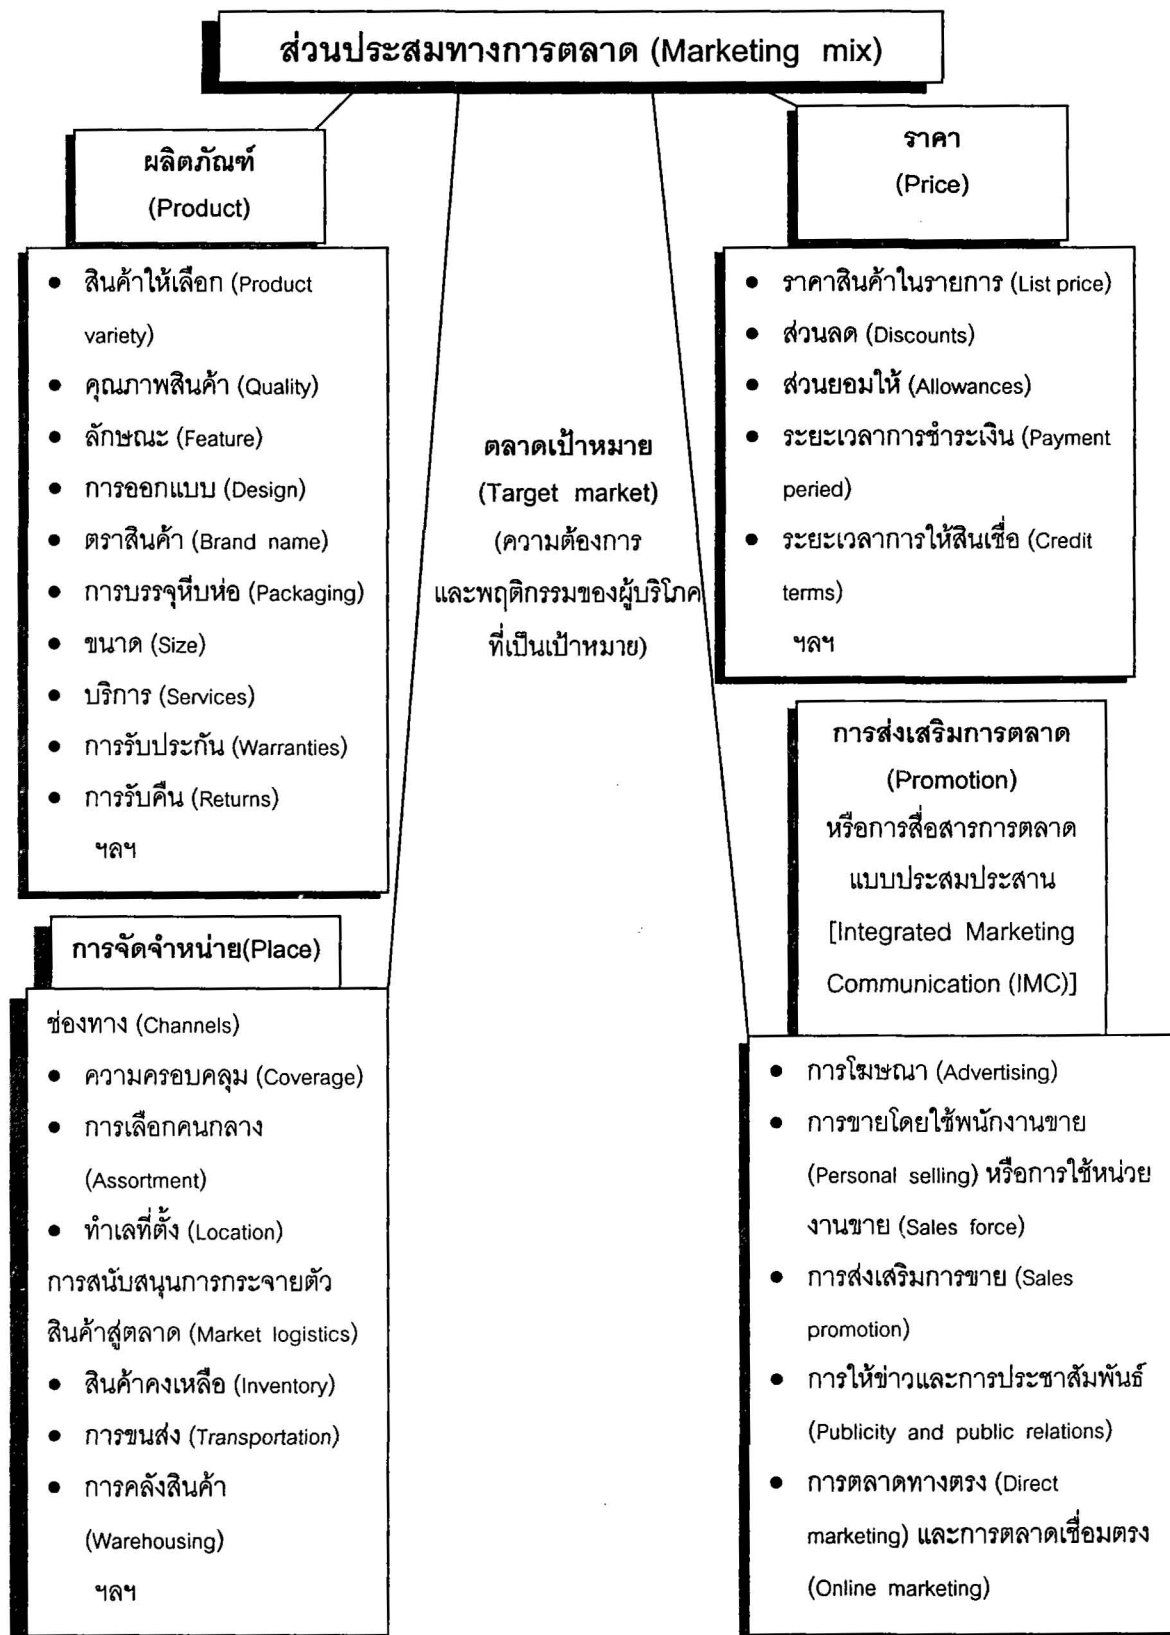 ส่วนประสมทางการตลาด (Marketing mix)
ผลิตภัณฑ์
(Product)
• สินค้าให้เลือก (Product
variety)
• คุณภาพสินค้า (Quality)
• ลักษณะ (Feature)
• การออกแบบ (Design)
• ตราสินค้า (Brand name)
• การบรรจุหีบห่อ (Packaging)
• ขนาด (Size)
• บริการ (Services)
• การรับประกัน (Warranties)
• การรับคืน (Returns)
ฯลฯ
ตลาดเป้าหมาย
(Target market)
(ความต้องการ
และพฤติกรรมของผู้บริโภค
ที่เป็นเป้าหมาย)
ราคา
(Price)
• ราคาสินค้าในรายการ (List price)
• ส่วนลด (Discounts)
• ส่วนยอมให้ (Allowances)
• ระยะเวลาการชำระเงิน (Payment
peried)
• ระยะเวลาการให้สินเชื่อ (Credit
terms)
ฯลฯ
การจัดจำหน่าย(Place)
ช่องทาง (Channels)
• ความครอบคลุม (Coverage)
• การเลือกคนกลาง
(Assortment)
• ทำเลที่ตั้ง (Location)
การสนับสนุนการกระจายตัว
สินค้าสู่ตลาด (Market logistics)
• สินค้าคงเหลือ (Inventory)
• การขนส่ง (Transportation)
• การคลังสินค้า
(Warehousing)
ฯลฯ
การส่งเสริมการตลาด
(Promotion)
หรือการสื่อสารการตลาด
แบบประสมประสาน
[Integrated Marketing
Communication (IMC)]
• การโฆษณา (Advertising)
• การขายโดยใช้พนักงานขาย
(Personal selling) หรือการใช้หน่วย
งานขาย (Sales force)
• การส่งเสริมการขาย (Sales
promotion)
• การให้ข่าวและการประชาสัมพันธ์
(Publicity and public relations)
• การตลาดทางตรง (Direct
marketing) และการตลาดเชื่อมตรง
(Online marketing)